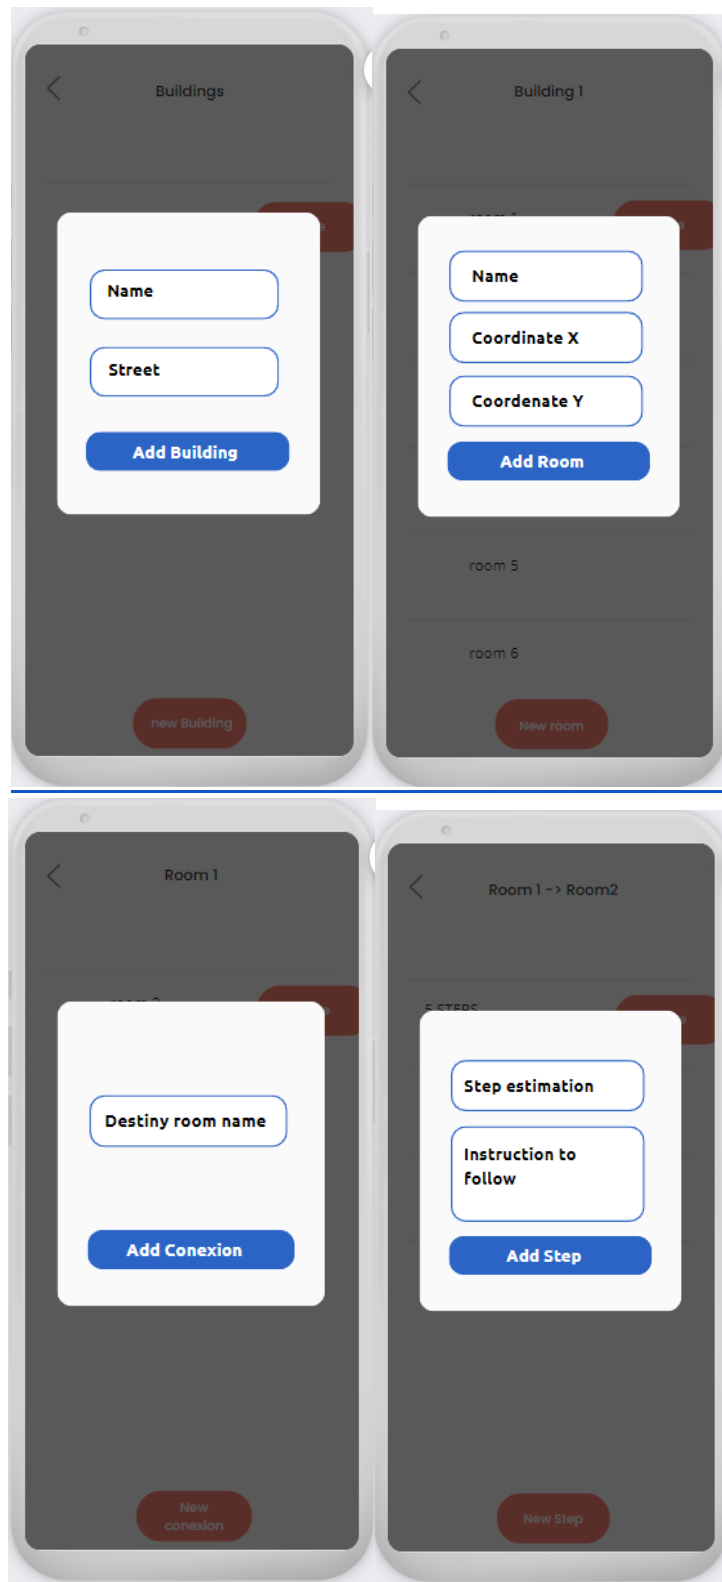 Buildings
Name
Street
Add Building
new Building
Building 1
Name
Coordinate X
Coordenate Y
Add Room
room 5
room 6
New room
Room 1
Destiny room name
Add Conexion
New
conexion
Room 1 -> Room2
5 STEPS
Step estimation
Instruction to
follow
Add Step
New Step